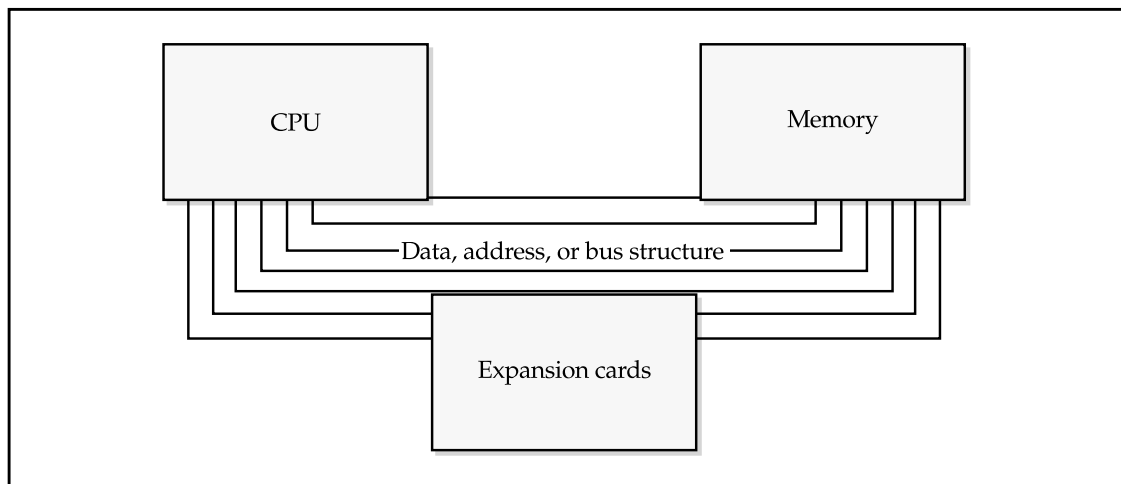 CPU
Memory
Data, address, or bus structure
Expansion cards